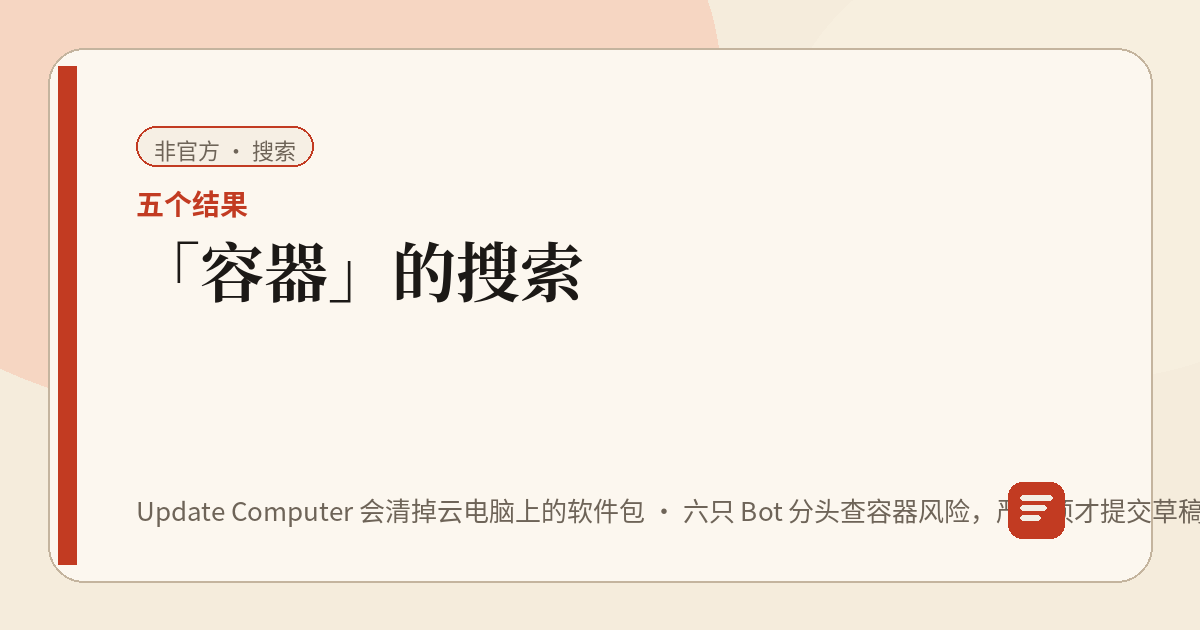 非官方 · 搜索
五个结果
「容器」的搜索
Update Computer 会清掉云电脑上的软件包 · 六只 Bot 分头查容器风险，严 才提交草稿